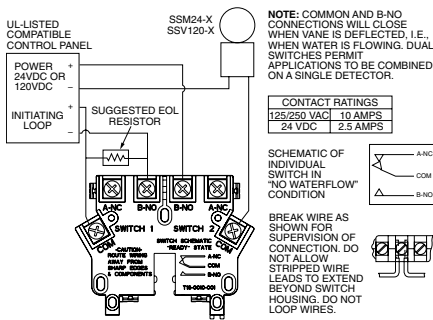 UL-LISTED
COMPATIBLE
CONTROL PANEL
SSM24-X
SSV120-X
POWER
24VDC OR
120VDC
+
–
INITIATING
LOOP
+
–
SUGGESTED EOL
RESISTOR
A-NC
B-NO
B-NO
A-NC
SWITCH 1
SWITCH 2
COM
COM
-CAUTION-
ROUTE WIRING
AWAY FROM
SHARP EDGES
& COMPONENTS
SWITCH SCHEMATIC
"READY" STATE
A-NC
COM
B-NO
T16-0010-001
NOTE: COMMON AND B-NO
CONNECTIONS WILL CLOSE
WHEN VANE IS DEFLECTED, I.E.,
WHEN WATER IS FLOWING. DUAL
SWITCHES PERMIT
APPLICATIONS TO BE COMBINED
ON A SINGLE DETECTOR.
CONTACT RATINGS
125/250 VAC 10 AMPS
24 VDC 2.5 AMPS
SCHEMATIC OF
INDIVIDUAL
SWITCH IN
"NO WATERFLOW"
CONDITION
A-NC
COM
B-NO
BREAK WIRE AS
SHOWN FOR
SUPERVISION OF
CONNECTION. DO
NOT ALLOW
STRIPPED WIRE
LEADS TO EXTEND
BEYOND SWITCH
HOUSING. DO NOT
LOOP WIRES.